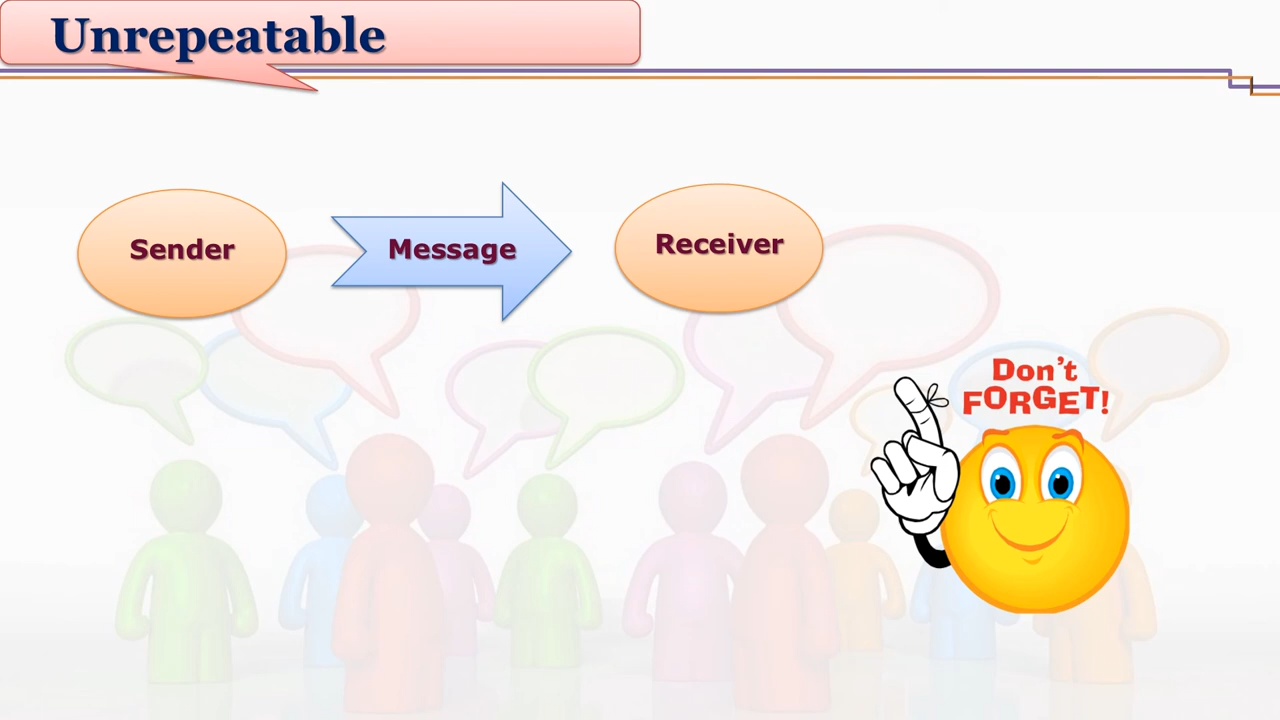 Unrepeatable
Sender
Message
Receiver
Don't
FORGET!